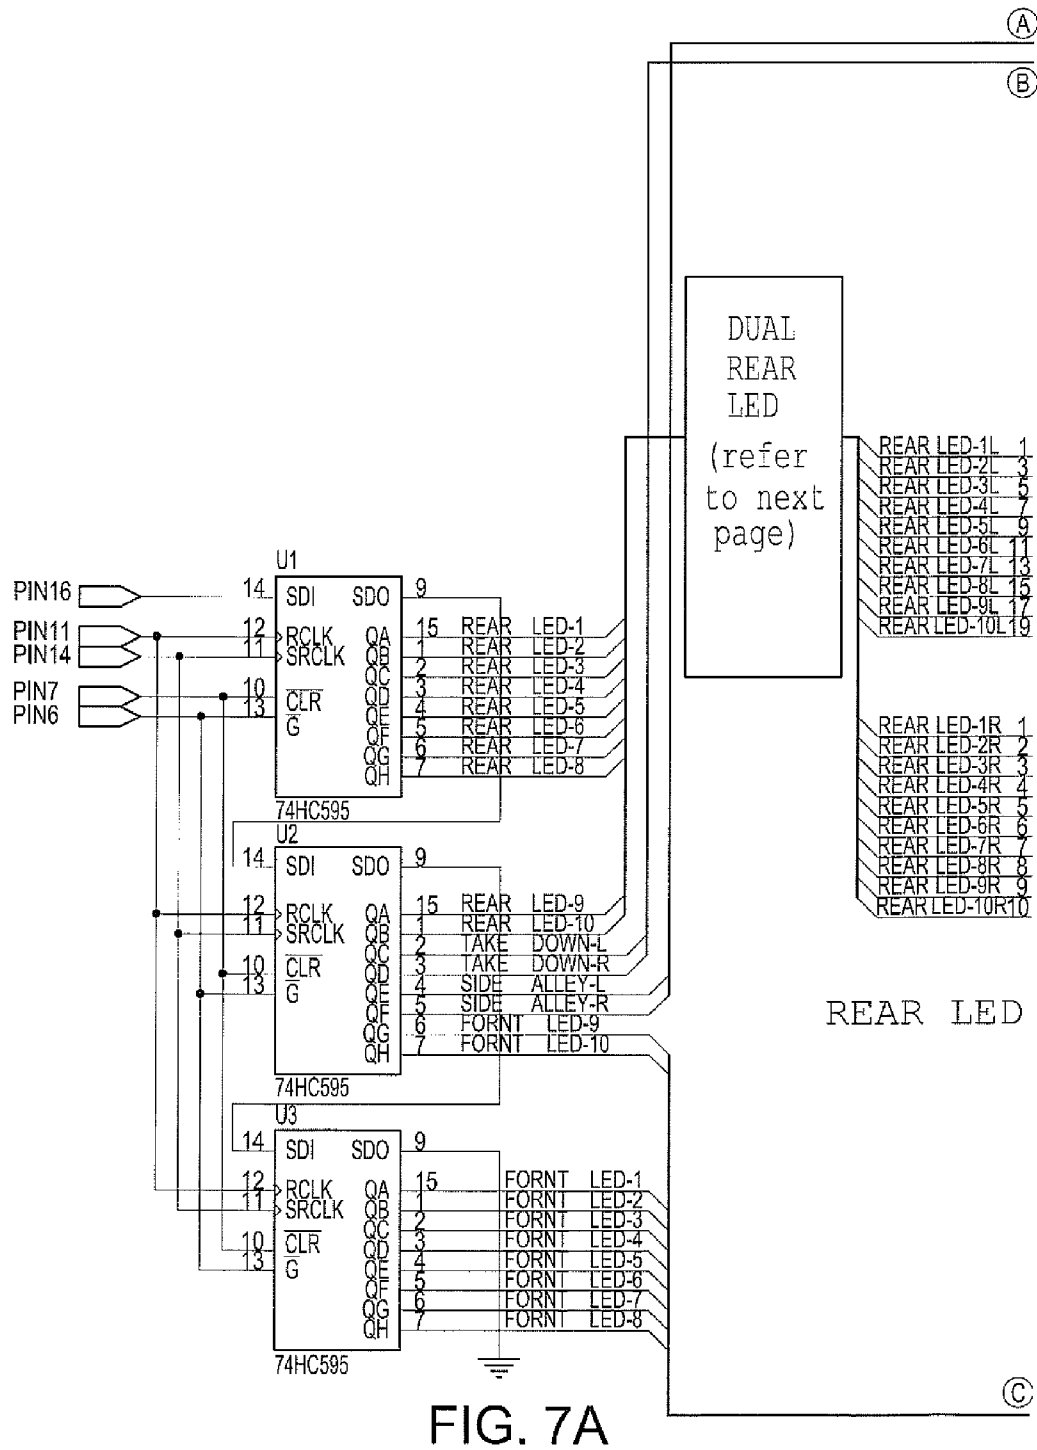 A
B
DUAL
REAR
LED
(refer
to next
page)
REAR LED-1L 1
REAR LED-2L 3
REAR LED-3L 5
REAR LED-4L 7
REAR LED-5L 9
REAR LED-6L 11
REAR LED-7L 13
REAR LED-8L 15
REAR LED-9L 17
REAR LED-10L 19
REAR LED-1R 1
REAR LED-2R 2
REAR LED-3R 3
REAR LED-4R 4
REAR LED-5R 5
REAR LED-6R 6
REAR LED-7R 7
REAR LED-8R 8
REAR LED-9R 9
REAR LED-10R 10
REAR LED
PIN16
PIN11
PIN14
PIN7
PIN6
U1
14 SDI SDO 9
12 RCLK QA 15 REAR LED-1
11 SRCLK QB 1 REAR LED-2
QC 2 REAR LED-3
10 CLR QD 3 REAR LED-4
13 G QE 4 REAR LED-5
QF 5 REAR LED-6
QG 6 REAR LED-7
QH 7 REAR LED-8
74HC595
U2
14 SDI SDO 9
12 RCLK QA 15 REAR LED-9
11 SRCLK QB 1 REAR LED-10
QC 2 TAKE DOWN-L
10 CLR QD 3 TAKE DOWN-R
13 G QE 4 SIDE ALLEY-L
QF 5 SIDE ALLEY-R
QG 6 FORNT LED-9
QH 7 FORNT LED-10
74HC595
U3
14 SDI SDO 9
12 RCLK QA 15 FORNT LED-1
11 SRCLK QB 1 FORNT LED-2
QC 2 FORNT LED-3
10 CLR QD 3 FORNT LED-4
13 G QE 4 FORNT LED-5
QF 5 FORNT LED-6
QG 6 FORNT LED-7
QH 7 FORNT LED-8
74HC595
C
FIG. 7A